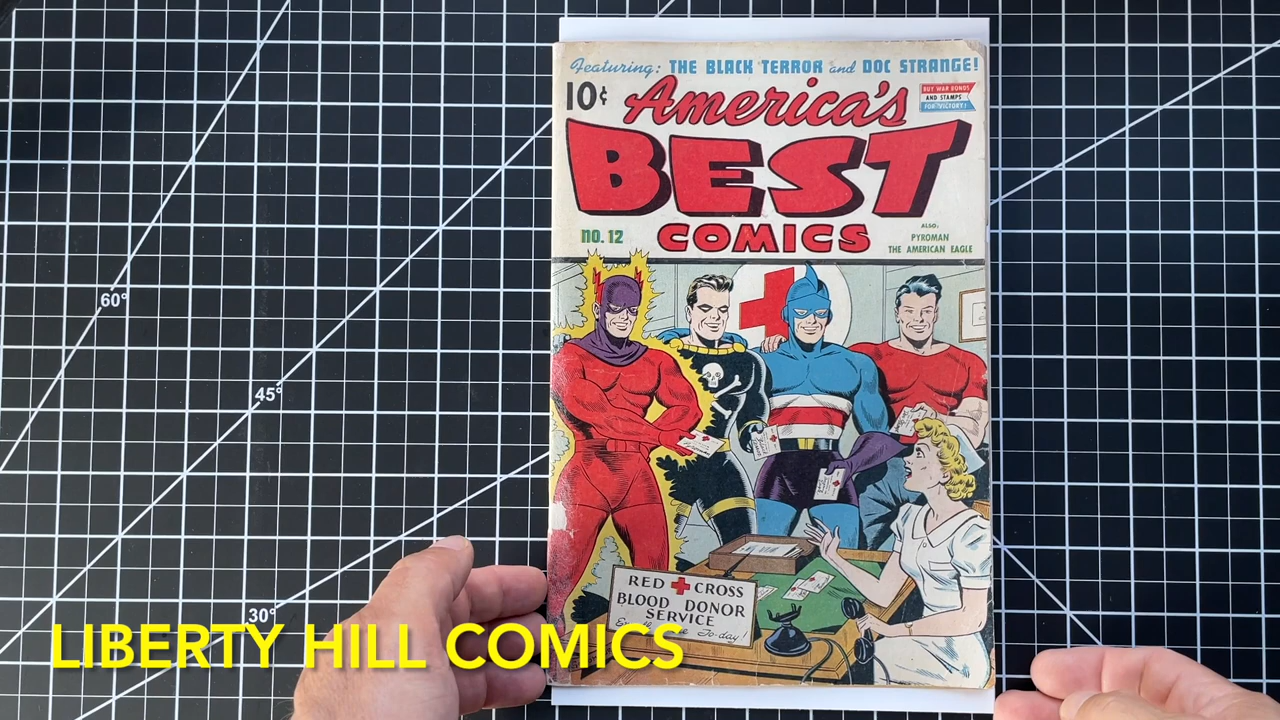 Featuring: THE BLACK TERROR and DOC STRANGE!
10¢
America's
BUY WAR BONDS
AND STAMPS
FOR VICTORY!
BEST
COMICS
NO. 12
ALSO:
PYROMAN
THE AMERICAN EAGLE
RED CROSS
BLOOD DONOR
SERVICE
To-day!
60°
45°
30°
LIBERTY HILL COMICS